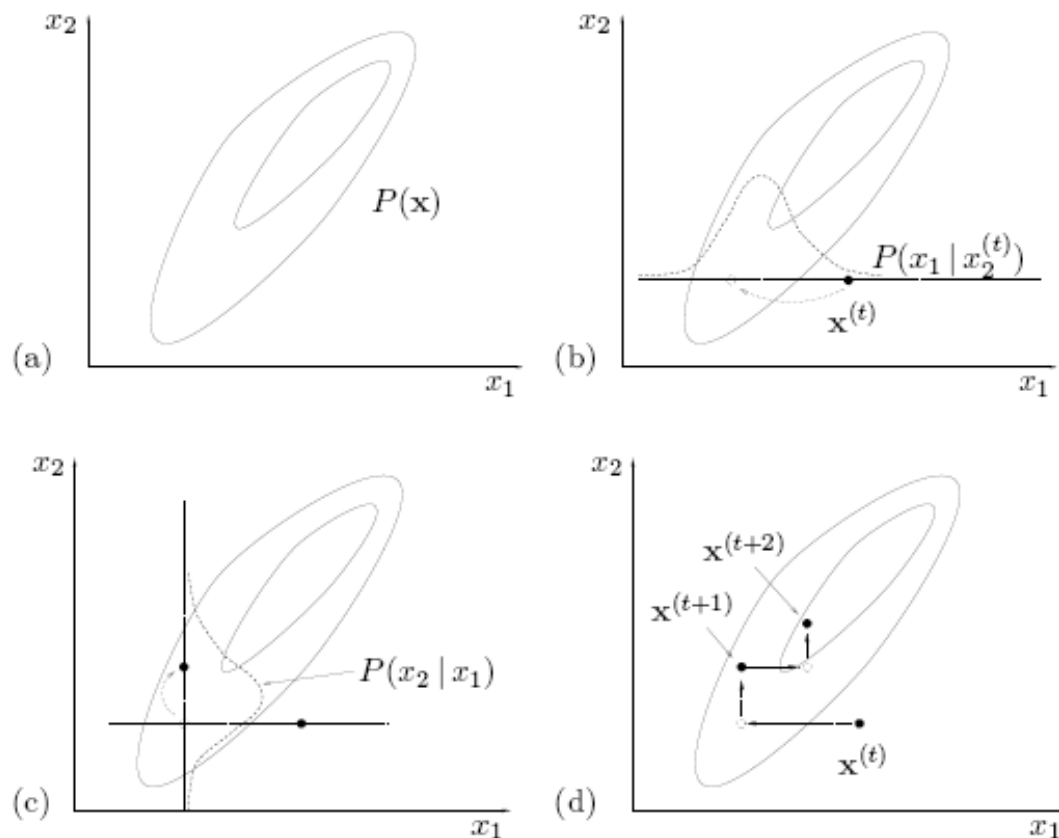 x₂
P(x)
(a)
x₁
x₂
P(x₁ | x₂⁽ᵗ⁾)
x⁽ᵗ⁾
(b)
x₁
x₂
P(x₂ | x₁)
(c)
x₁
x₂
x⁽ᵗ⁺²⁾
x⁽ᵗ⁺¹⁾
x⁽ᵗ⁾
(d)
x₁